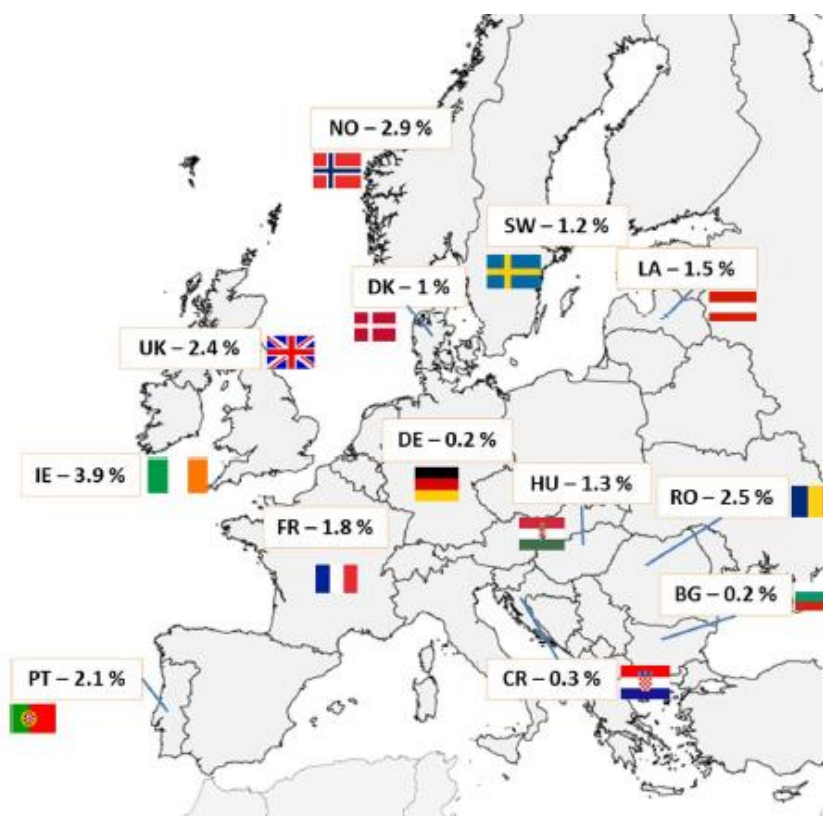 NO – 2.9 %
SW – 1.2 %
LA – 1.5 %
DK – 1 %
UK – 2.4 %
DE – 0.2 %
IE – 3.9 %
HU – 1.3 %
RO – 2.5 %
FR – 1.8 %
BG – 0.2 %
PT – 2.1 %
CR – 0.3 %